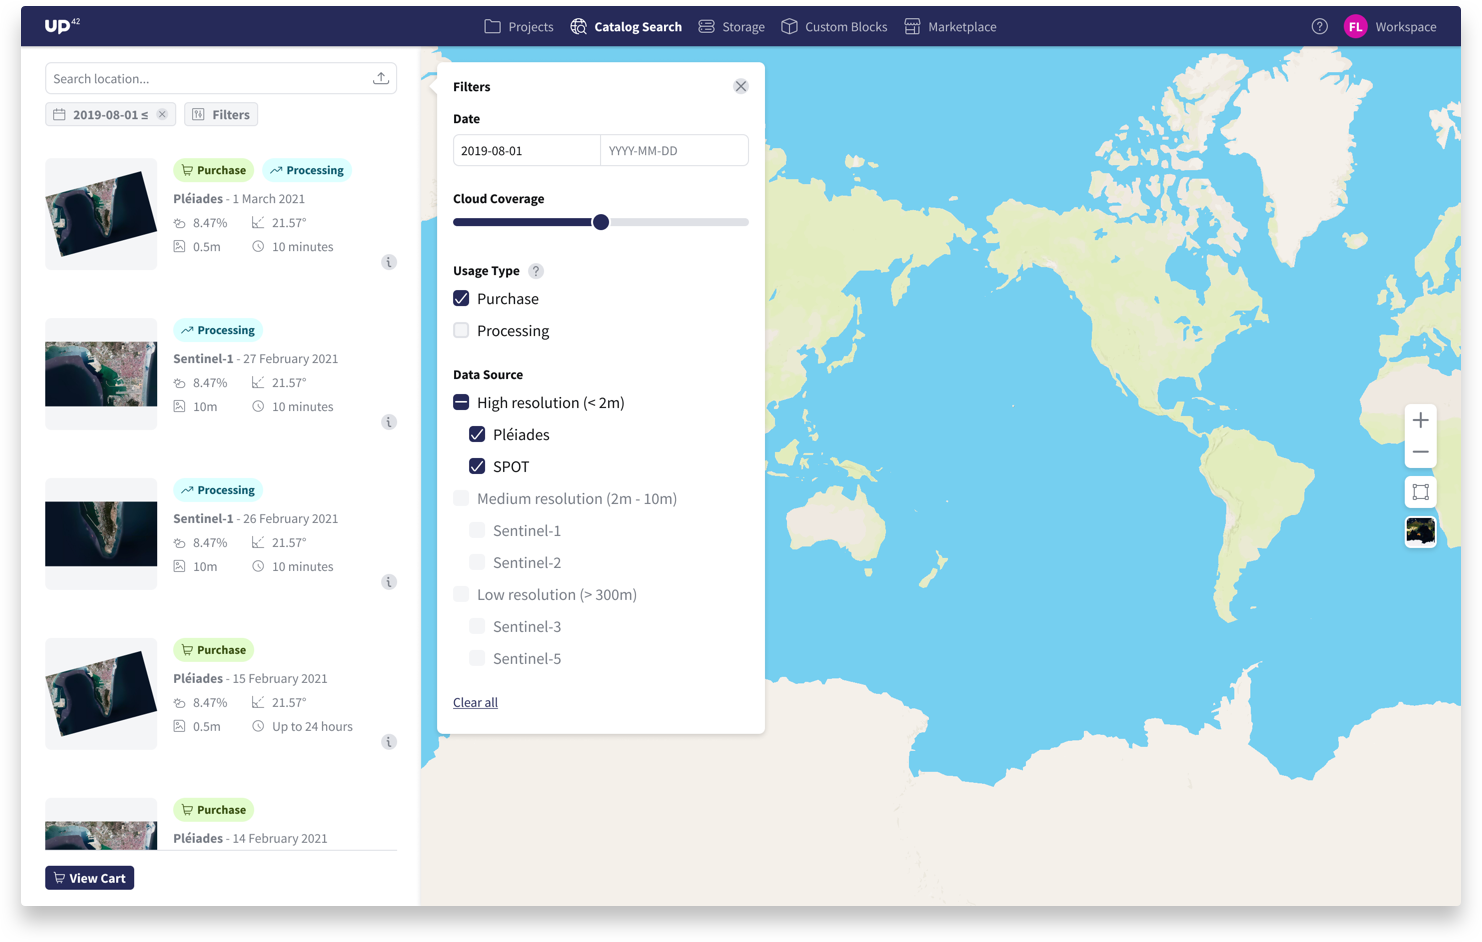 UP42
Projects
Catalog Search
Storage
Custom Blocks
Marketplace
?
FL
Workspace
Search location...
2019-08-01 ≤
Filters
Purchase
Processing
Pléiades - 1 March 2021
8.47%
21.57°
0.5m
10 minutes
i
Processing
Sentinel-1 - 27 February 2021
8.47%
21.57°
10m
10 minutes
i
Processing
Sentinel-1 - 26 February 2021
8.47%
21.57°
10m
10 minutes
i
Purchase
Pléiades - 15 February 2021
8.47%
21.57°
0.5m
Up to 24 hours
i
Purchase
Pléiades - 14 February 2021
View Cart
Filters
Date
2019-08-01
YYYY-MM-DD
Cloud Coverage
Usage Type ?
Purchase
Processing
Data Source
High resolution (< 2m)
Pléiades
SPOT
Medium resolution (2m - 10m)
Sentinel-1
Sentinel-2
Low resolution (> 300m)
Sentinel-3
Sentinel-5
Clear all